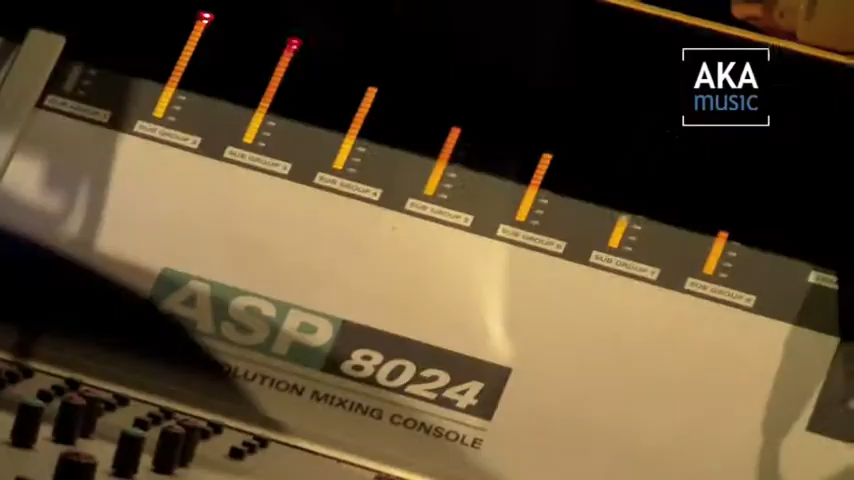 AKA
music
SUB GROUP 2
SUB GROUP 3
SUB GROUP 4
SUB GROUP 5
SUB GROUP 6
SUB GROUP 7
SUB GROUP 8
ASP 8024
MIXING CONSOLE